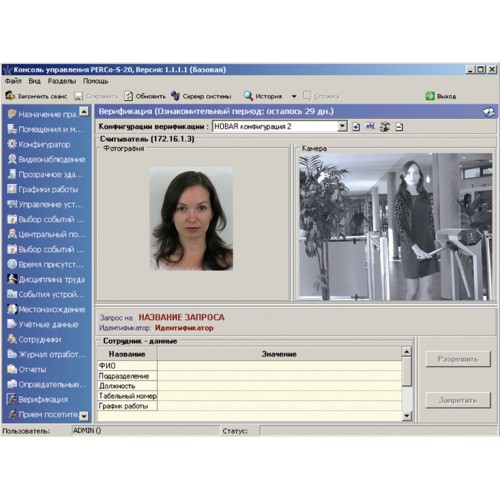 Консоль управления PERCo-S-20, Версия: 1.1.1.1 (базовая)
Файл Вид Разделы Помощь
Закончить сеанс Сохранить Обновить Сервер системы История Справка Выход
Назначение пра...
Помещения и м...
Конфигуратор
Видеонаблюдение
Прозрачное зда...
Графики работы
Управление уст...
Выбор событий ...
Центральный по...
Выбор событий ...
Время присутст...
Дисциплина труда
События устрой...
Местонахождение
Учётные данные
Сотрудники
Журнал отработ...
Отчеты
Оправдательные...
Верификация
Прием посетите
Верификация (Ознакомительный период: осталось 29 дн.)
Конфигурации верификации: НОВАЯ конфигурация 2
Считыватель (172.16.1.3)
Фотография
Камера
Запрос на: НАЗВАНИЕ ЗАПРОСА
Идентификатор: Идентификатор
Сотрудник - данные
Название Значение
ФИО
Подразделение
Должность
Табельный номер
График работы
Разрешить
Запретить
Пользователь: ADMIN () Статус: